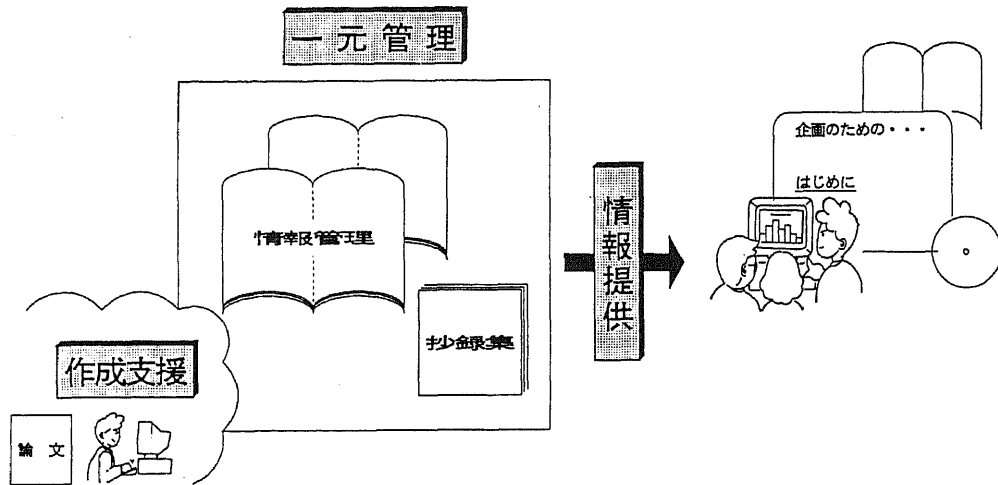 一元管理
企画のための・・・
はじめに
情報管理
情報提供
抄録集
作成支援
論文